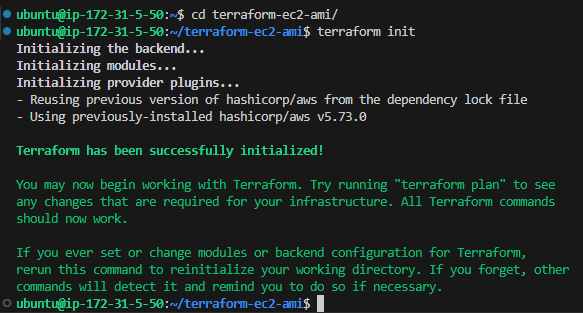 ubuntu@ip-172-31-5-50:~$ cd terraform-ec2-ami/
ubuntu@ip-172-31-5-50:~/terraform-ec2-ami$ terraform init
Initializing the backend...
Initializing modules...
Initializing provider plugins...
- Reusing previous version of hashicorp/aws from the dependency lock file
- Using previously-installed hashicorp/aws v5.73.0
Terraform has been successfully initialized!
You may now begin working with Terraform. Try running "terraform plan" to see
any changes that are required for your infrastructure. All Terraform commands
should now work.
If you ever set or change modules or backend configuration for Terraform,
rerun this command to reinitialize your working directory. If you forget, other
commands will detect it and remind you to do so if necessary.
ubuntu@ip-172-31-5-50:~/terraform-ec2-ami$